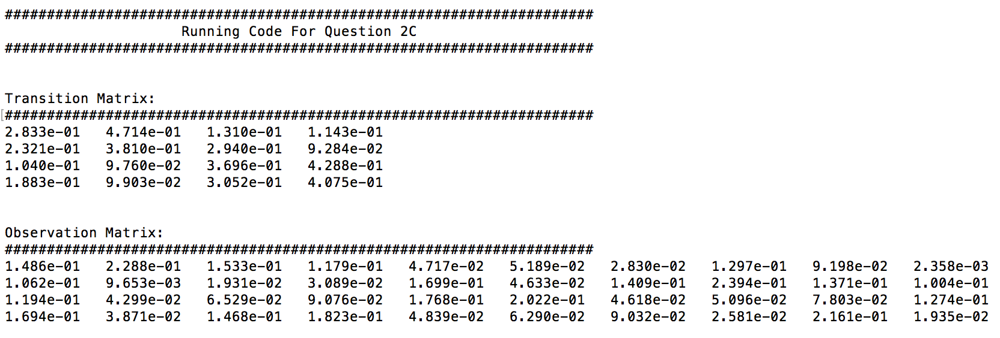 ######################################################################
Running Code For Question 2C
######################################################################
Transition Matrix:
[######################################################################
2.833e-01 4.714e-01 1.310e-01 1.143e-01
2.321e-01 3.810e-01 2.940e-01 9.284e-02
1.040e-01 9.760e-02 3.696e-01 4.288e-01
1.883e-01 9.903e-02 3.052e-01 4.075e-01
Observation Matrix:
######################################################################
1.486e-01 2.288e-01 1.533e-01 1.179e-01 4.717e-02 5.189e-02 2.830e-02 1.297e-01 9.198e-02 2.358e-03
1.062e-01 9.653e-03 1.931e-02 3.089e-02 1.699e-01 4.633e-02 1.409e-01 2.394e-01 1.371e-01 1.004e-01
1.194e-01 4.299e-02 6.529e-02 9.076e-02 1.768e-01 2.022e-01 4.618e-02 5.096e-02 7.803e-02 1.274e-01
1.694e-01 3.871e-02 1.468e-01 1.823e-01 4.839e-02 6.290e-02 9.032e-02 2.581e-02 2.161e-01 1.935e-02